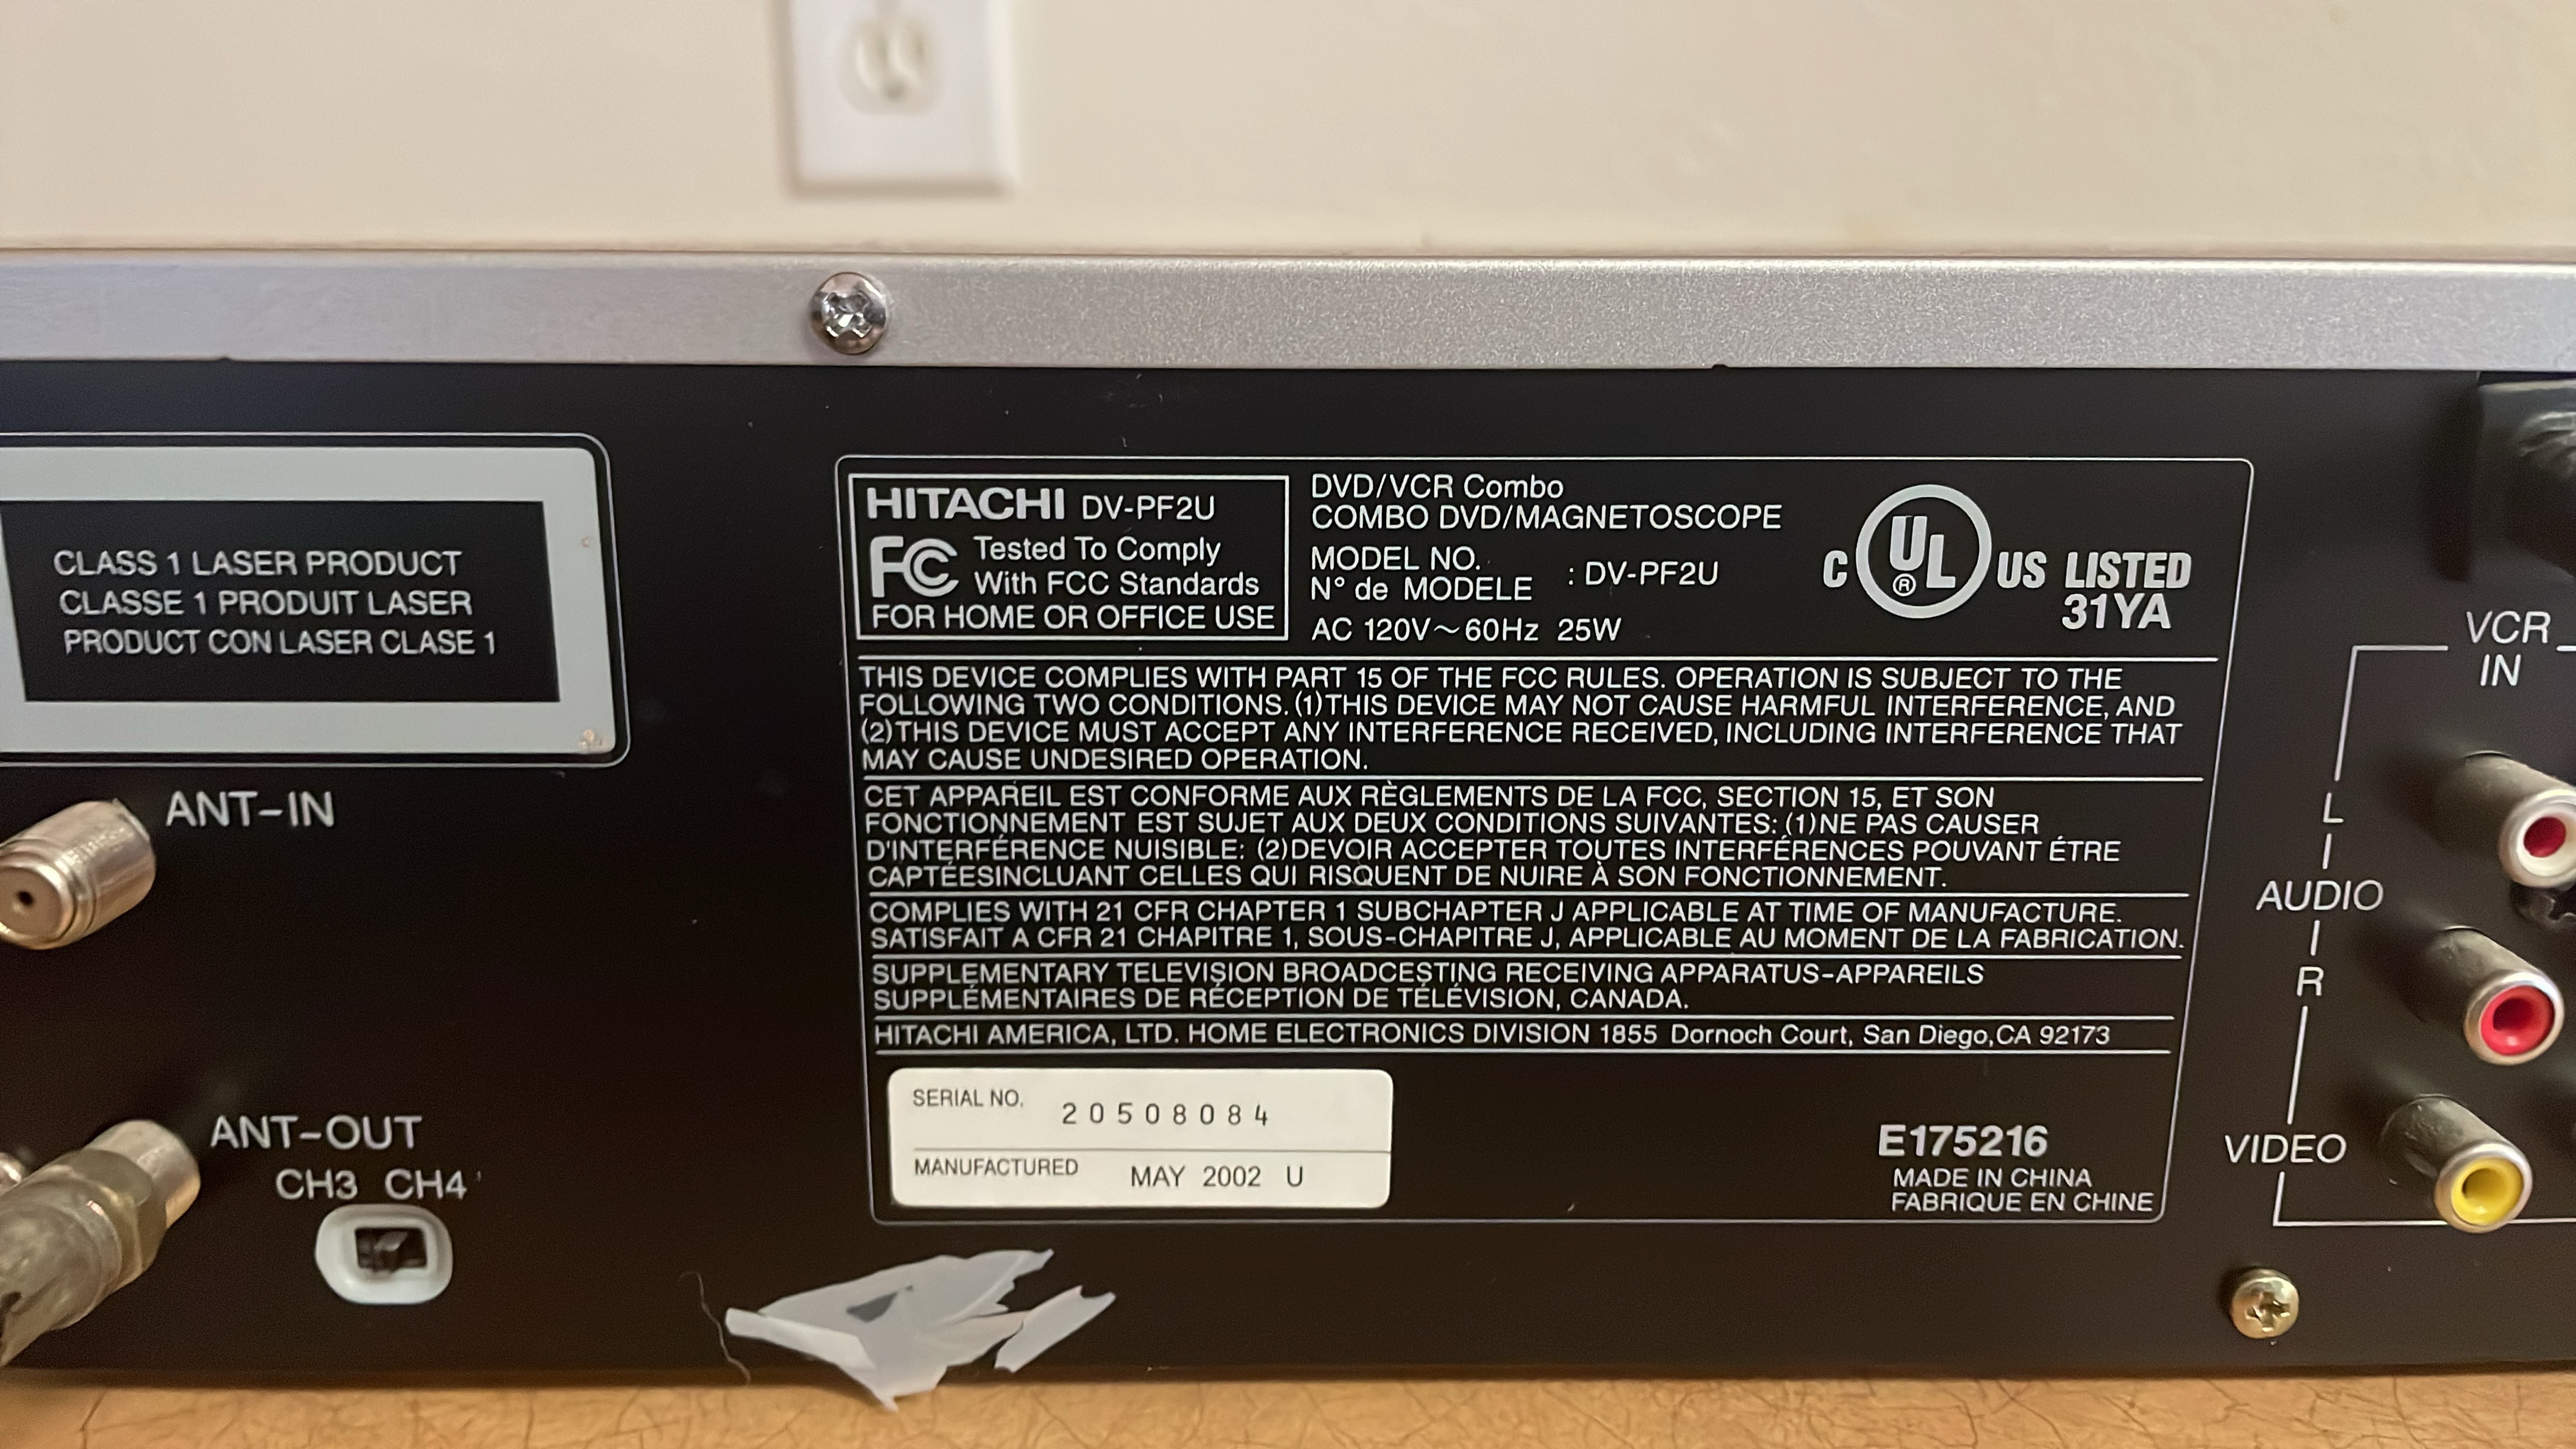 CLASS 1 LASER PRODUCT
CLASSE 1 PRODUIT LASER
PRODUCT CON LASER CLASE 1
ANT-IN
ANT-OUT
CH3 CH4
HITACHI DV-PF2U
FC Tested To Comply
With FCC Standards
FOR HOME OR OFFICE USE
DVD/VCR Combo
COMBO DVD/MAGNETOSCOPE
MODEL NO.
N° de MODELE : DV-PF2U
AC 120V～60Hz 25W
C UL ® US LISTED
31YA
THIS DEVICE COMPLIES WITH PART 15 OF THE FCC RULES. OPERATION IS SUBJECT TO THE
FOLLOWING TWO CONDITIONS. (1)THIS DEVICE MAY NOT CAUSE HARMFUL INTERFERENCE, AND
(2)THIS DEVICE MUST ACCEPT ANY INTERFERENCE RECEIVED, INCLUDING INTERFERENCE THAT
MAY CAUSE UNDESIRED OPERATION.
CET APPAREIL EST CONFORME AUX RÈGLEMENTS DE LA FCC, SECTION 15, ET SON
FONCTIONNEMENT EST SUJET AUX DEUX CONDITIONS SUIVANTES: (1)NE PAS CAUSER
D'INTERFÉRENCE NUISIBLE: (2)DEVOIR ACCEPTER TOUTES INTERFÉRENCES POUVANT ÉTRE
CAPTÉESINCLUANT CELLES QUI RISQUENT DE NUIRE À SON FONCTIONNEMENT.
COMPLIES WITH 21 CFR CHAPTER 1 SUBCHAPTER J APPLICABLE AT TIME OF MANUFACTURE.
SATISFAIT A CFR 21 CHAPITRE 1, SOUS-CHAPITRE J, APPLICABLE AU MOMENT DE LA FABRICATION.
SUPPLEMENTARY TELEVISION BROADCESTING RECEIVING APPARATUS-APPAREILS
SUPPLÉMENTAIRES DE RÉCEPTION DE TÉLÉVISION, CANADA.
HITACHI AMERICA, LTD. HOME ELECTRONICS DIVISION 1855 Dornoch Court, San Diego,CA 92173
SERIAL NO. 20508084
MANUFACTURED MAY 2002 U
E175216
MADE IN CHINA
FABRIQUE EN CHINE
VCR
IN
L
AUDIO
R
VIDEO